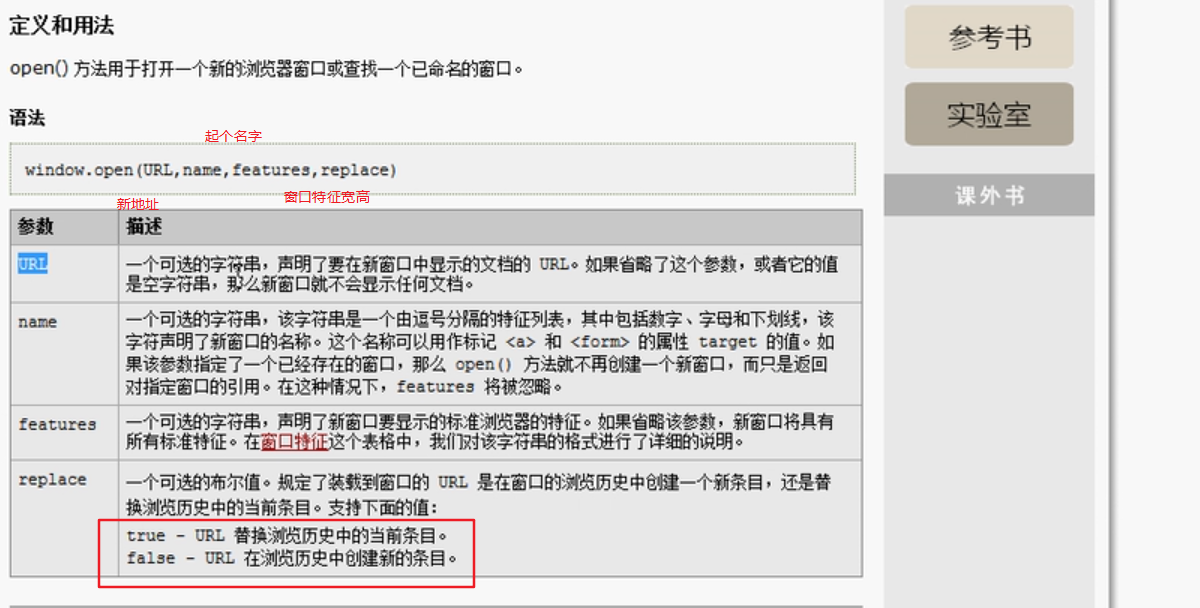 定义和用法
open() 方法用于打开一个新的浏览器窗口或查找一个已命名的窗口。
语法
起个名字
window.open(URL,name,features,replace)
新地址
窗口特征宽高
参数 描述
URL 一个可选的字符串，声明了要在新窗口中显示的文档的 URL。如果省略了这个参数，或者它的值
是空字符串，那么新窗口就不会显示任何文档。
name 一个可选的字符串，该字符串是一个由逗号分隔的特征列表，其中包括数字、字母和下划线，该
字符声明了新窗口的名称。这个名称可以用作标记 <a> 和 <form> 的属性 target 的值。如
果该参数指定了一个已经存在的窗口，那么 open() 方法就不再创建一个新窗口，而只是返回
对指定窗口的引用。在这种情况下，features 将被忽略。
features 一个可选的字符串，声明了新窗口要显示的标准浏览器的特征。如果省略该参数，新窗口将具有
所有标准特征。在窗口特征这个表格中，我们对该字符串的格式进行了详细的说明。
replace 一个可选的布尔值。规定了装载到窗口的 URL 是在窗口的浏览历史中创建一个新条目，还是替
换浏览历史中的当前条目。支持下面的值：
true - URL 替换浏览历史中的当前条目。
false - URL 在浏览历史中创建新的条目。
参考书
实验室
课外书